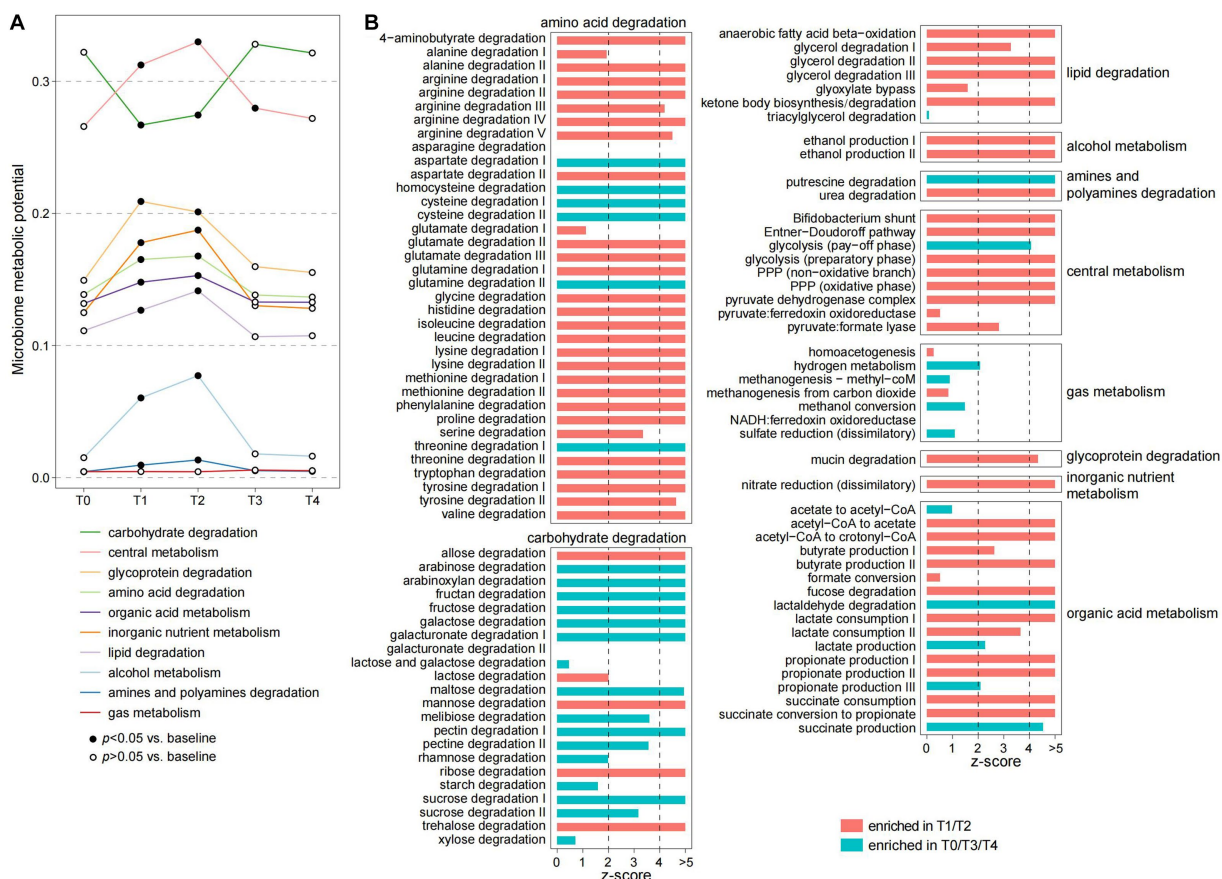 A
Microbiome metabolic potential
0.3
0.2
0.1
0.0
T0 T1 T2 T3 T4
carbohydrate degradation
central metabolism
glycoprotein degradation
amino acid degradation
organic acid metabolism
inorganic nutrient metabolism
lipid degradation
alcohol metabolism
amines and polyamines degradation
gas metabolism
p<0.05 vs. baseline
p>0.05 vs. baseline
B
amino acid degradation
4−aminobutyrate degradation
alanine degradation I
alanine degradation II
arginine degradation I
arginine degradation II
arginine degradation III
arginine degradation IV
arginine degradation V
asparagine degradation
aspartate degradation I
aspartate degradation II
homocysteine degradation
cysteine degradation I
cysteine degradation II
glutamate degradation I
glutamate degradation II
glutamate degradation III
glutamine degradation I
glutamine degradation II
glycine degradation
histidine degradation
isoleucine degradation
leucine degradation
lysine degradation I
lysine degradation II
methionine degradation I
methionine degradation II
phenylalanine degradation
proline degradation
serine degradation
threonine degradation I
threonine degradation II
tryptophan degradation
tyrosine degradation I
tyrosine degradation II
valine degradation
carbohydrate degradation
allose degradation
arabinose degradation
arabinoxylan degradation
fructan degradation
fructose degradation
galactose degradation
galacturonate degradation I
galacturonate degradation II
lactose and galactose degradation
lactose degradation
maltose degradation
mannose degradation
melibiose degradation
pectin degradation I
pectine degradation II
rhamnose degradation
ribose degradation
starch degradation
sucrose degradation I
sucrose degradation II
trehalose degradation
xylose degradation
0 1 2 3 4 >5
z−score
anaerobic fatty acid beta−oxidation
glycerol degradation I
glycerol degradation II
glycerol degradation III
glyoxylate bypass
ketone body biosynthesis/degradation
triacylglycerol degradation
lipid degradation
ethanol production I
ethanol production II
alcohol metabolism
putrescine degradation
urea degradation
amines and
polyamines degradation
Bifidobacterium shunt
Entner−Doudoroff pathway
glycolysis (pay−off phase)
glycolysis (preparatory phase)
PPP (non−oxidative branch)
PPP (oxidative phase)
pyruvate dehydrogenase complex
pyruvate:ferredoxin oxidoreductase
pyruvate:formate lyase
central metabolism
homoacetogenesis
hydrogen metabolism
methanogenesis − methyl−coM
methanogenesis from carbon dioxide
methanol conversion
NADH:ferredoxin oxidoreductase
sulfate reduction (dissimilatory)
gas metabolism
mucin degradation
glycoprotein degradation
nitrate reduction (dissimilatory)
inorganic nutrient
metabolism
acetate to acetyl−CoA
acetyl−CoA to acetate
acetyl−CoA to crotonyl−CoA
butyrate production I
butyrate production II
formate conversion
fucose degradation
lactaldehyde degradation
lactate consumption I
lactate consumption II
lactate production
propionate production I
propionate production II
propionate production III
succinate consumption
succinate conversion to propionate
succinate production
organic acid metabolism
0 1 2 3 4 >5
z−score
enriched in T1/T2
enriched in T0/T3/T4